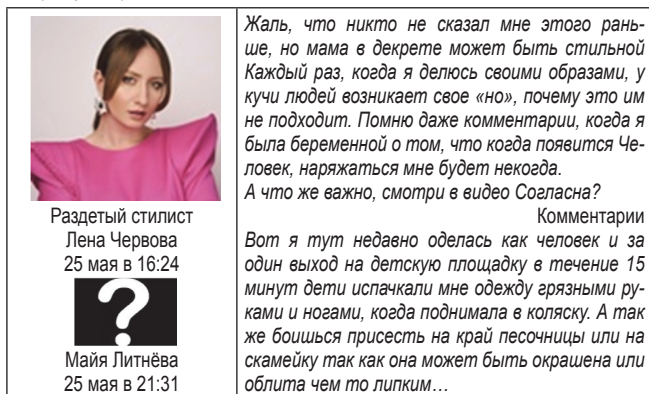 Жаль, что никто не сказал мне этого рань-
ше, но мама в декрете может быть стильной
Каждый раз, когда я делюсь своими образами, у
кучи людей возникает свое «но», почему это им
не подходит. Помню даже комментарии, когда я
была беременной о том, что когда появится Че-
ловек, наряжаться мне будет некогда.
А что же важно, смотри в видео Согласна?
Раздетый стилист
Лена Червова
25 мая в 16:24
Комментарии
Вот я тут недавно оделась как человек и за
один выход на детскую площадку в течение 15
минут дети испачкали мне одежду грязными ру-
ками и ногами, когда поднимала в коляску. А так
же боишься присесть на край песочницы или на
скамейку так как она может быть окрашена или
облита чем то липким…
?
Майя Литнёва
25 мая в 21:31